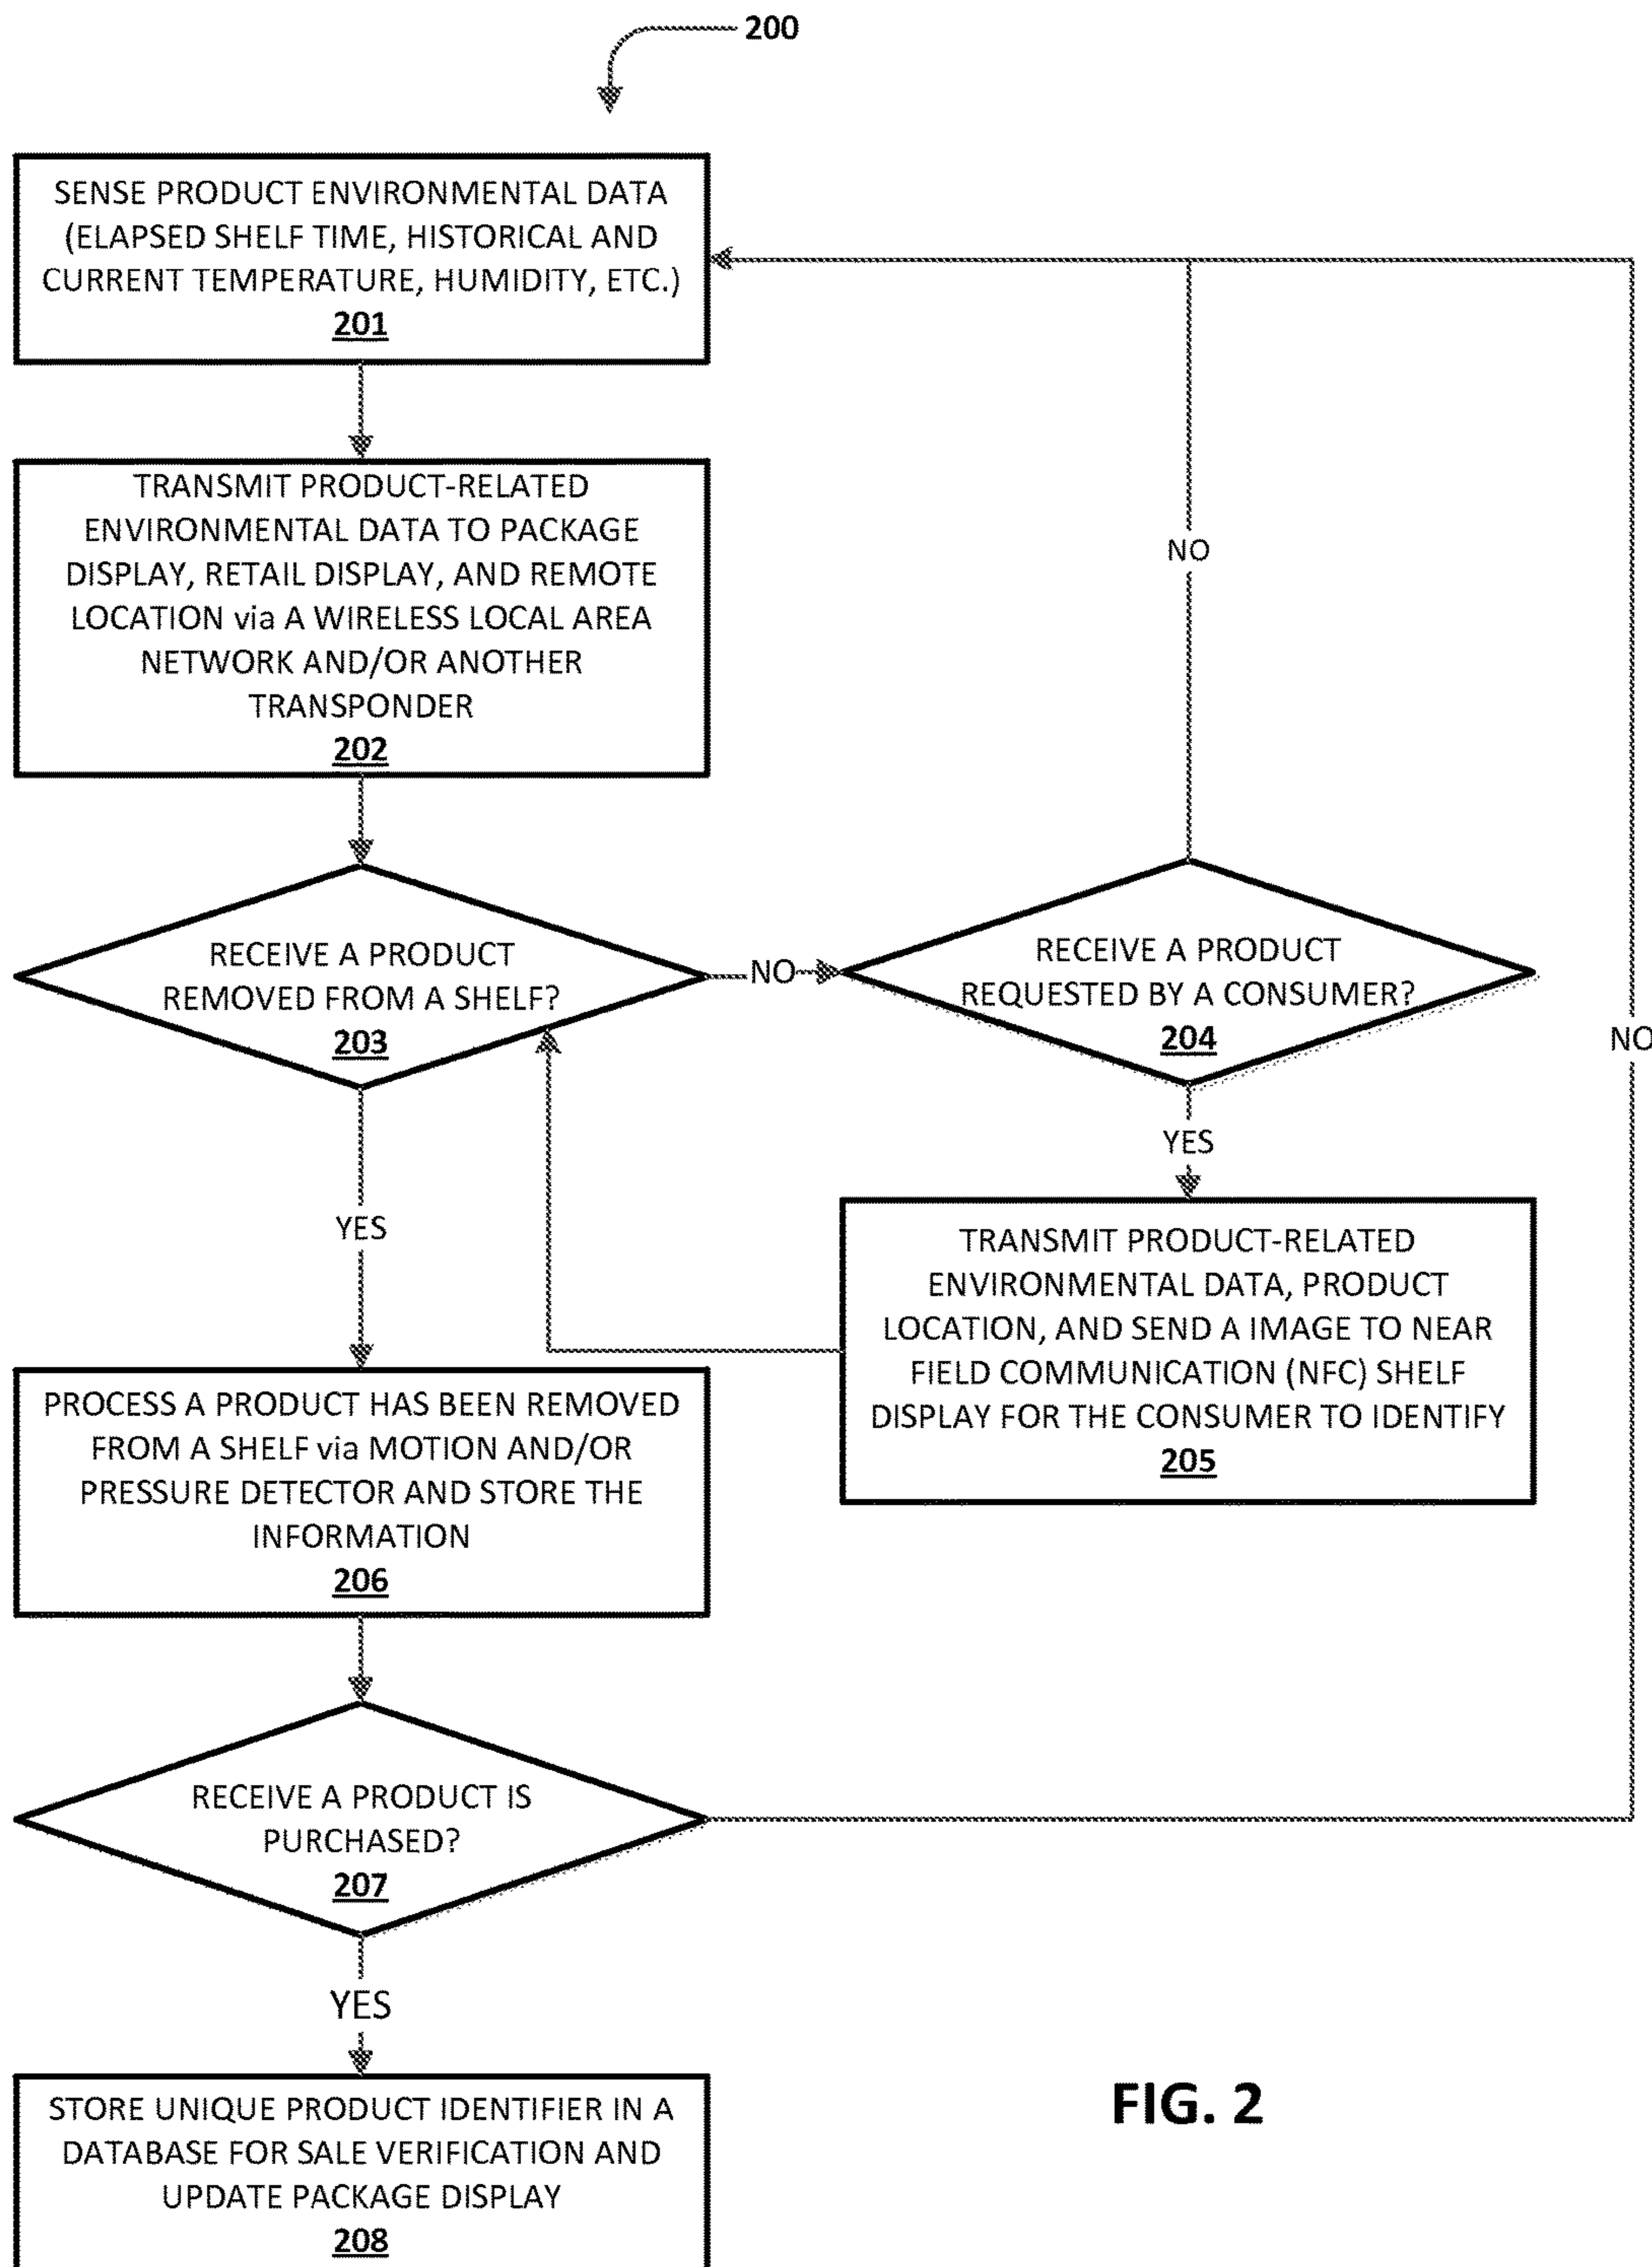 200
SENSE PRODUCT ENVIRONMENTAL DATA
(ELAPSED SHELF TIME, HISTORICAL AND
CURRENT TEMPERATURE, HUMIDITY, ETC.)
201
TRANSMIT PRODUCT-RELATED
ENVIRONMENTAL DATA TO PACKAGE
DISPLAY, RETAIL DISPLAY, AND REMOTE
LOCATION via A WIRELESS LOCAL AREA
NETWORK AND/OR ANOTHER
TRANSPONDER
202
NO
RECEIVE A PRODUCT
REMOVED FROM A SHELF?
203
NO
RECEIVE A PRODUCT
REQUESTED BY A CONSUMER?
204
NO
YES
YES
TRANSMIT PRODUCT-RELATED
ENVIRONMENTAL DATA, PRODUCT
LOCATION, AND SEND A IMAGE TO NEAR
FIELD COMMUNICATION (NFC) SHELF
DISPLAY FOR THE CONSUMER TO IDENTIFY
205
PROCESS A PRODUCT HAS BEEN REMOVED
FROM A SHELF via MOTION AND/OR
PRESSURE DETECTOR AND STORE THE
INFORMATION
206
RECEIVE A PRODUCT IS
PURCHASED?
207
YES
STORE UNIQUE PRODUCT IDENTIFIER IN A
DATABASE FOR SALE VERIFICATION AND
UPDATE PACKAGE DISPLAY
208
FIG. 2